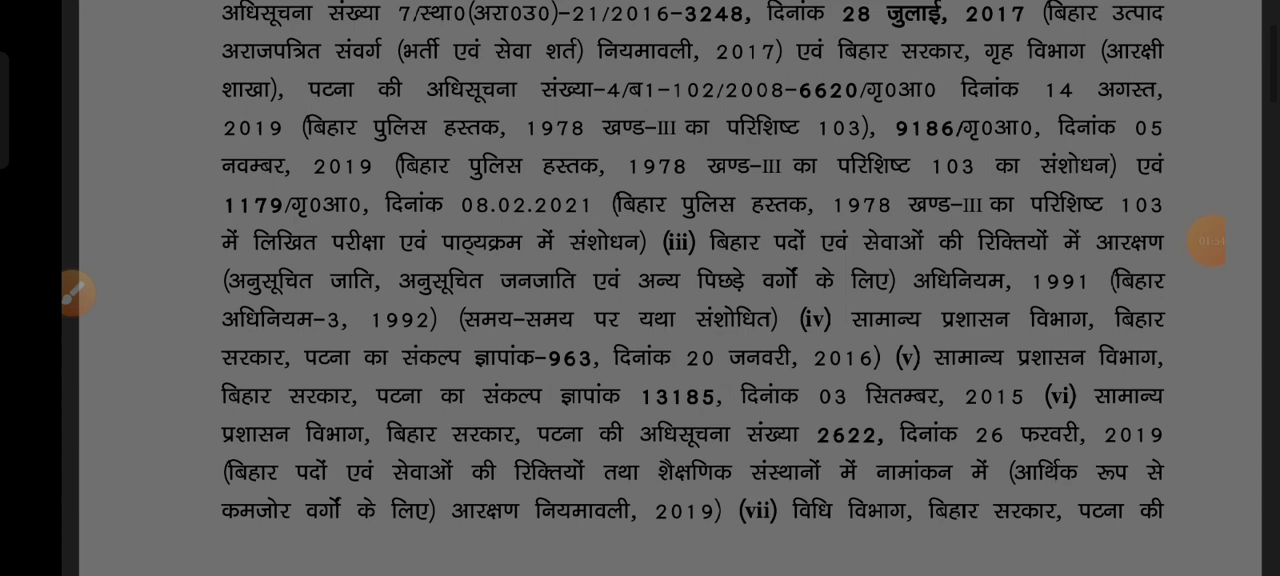 अधिसूचना संख्या 7/स्था0(अरा0उ0)-21/2016-3248, दिनांक 28 जुलाई, 2017 (बिहार उत्पाद
अराजपत्रित संवर्ग (भर्ती एवं सेवा शर्त) नियमावली, 2017) एवं बिहार सरकार, गृह विभाग (आरक्षी
शाखा), पटना की अधिसूचना संख्या-4/ब1-102/2008-6620/गृ0आ0 दिनांक 14 अगस्त,
2019 (बिहार पुलिस हस्तक, 1978 खण्ड-III का परिशिष्ट 103), 9186/गृ0आ0, दिनांक 05
नवम्बर, 2019 (बिहार पुलिस हस्तक, 1978 खण्ड-III का परिशिष्ट 103 का संशोधन) एवं
1179/गृ0आ0, दिनांक 08.02.2021 (बिहार पुलिस हस्तक, 1978 खण्ड-III का परिशिष्ट 103
01:54
में लिखित परीक्षा एवं पाठ्यक्रम में संशोधन) (iii) बिहार पदों एवं सेवाओं की रिक्तियों में आरक्षण
(अनुसूचित जाति, अनुसूचित जनजाति एवं अन्य पिछड़े वर्गों के लिए) अधिनियम, 1991 (बिहार
अधिनियम-3, 1992) (समय-समय पर यथा संशोधित) (iv) सामान्य प्रशासन विभाग, बिहार
सरकार, पटना का संकल्प ज्ञापांक-963, दिनांक 20 जनवरी, 2016) (v) सामान्य प्रशासन विभाग,
बिहार सरकार, पटना का संकल्प ज्ञापांक 13185, दिनांक 03 सितम्बर, 2015 (vi) सामान्य
प्रशासन विभाग, बिहार सरकार, पटना की अधिसूचना संख्या 2622, दिनांक 26 फरवरी, 2019
(बिहार पदों एवं सेवाओं की रिक्तियों तथा शैक्षणिक संस्थानों में नामांकन में (आर्थिक रूप से
कमजोर वर्गों के लिए) आरक्षण नियमावली, 2019) (vii) विधि विभाग, बिहार सरकार, पटना की